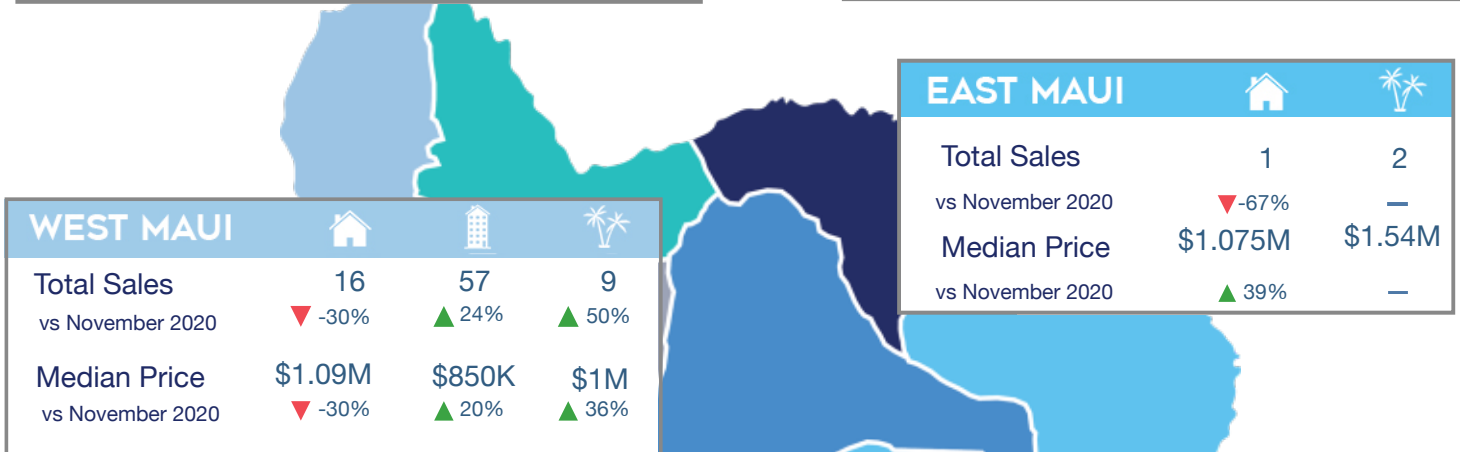 EAST MAUI
Total Sales 1 2
vs November 2020 -67% –
Median Price $1.075M $1.54M
vs November 2020 39% –
WEST MAUI
Total Sales 16 57 9
vs November 2020 -30% 24% 50%
Median Price $1.09M $850K $1M
vs November 2020 -30% 20% 36%